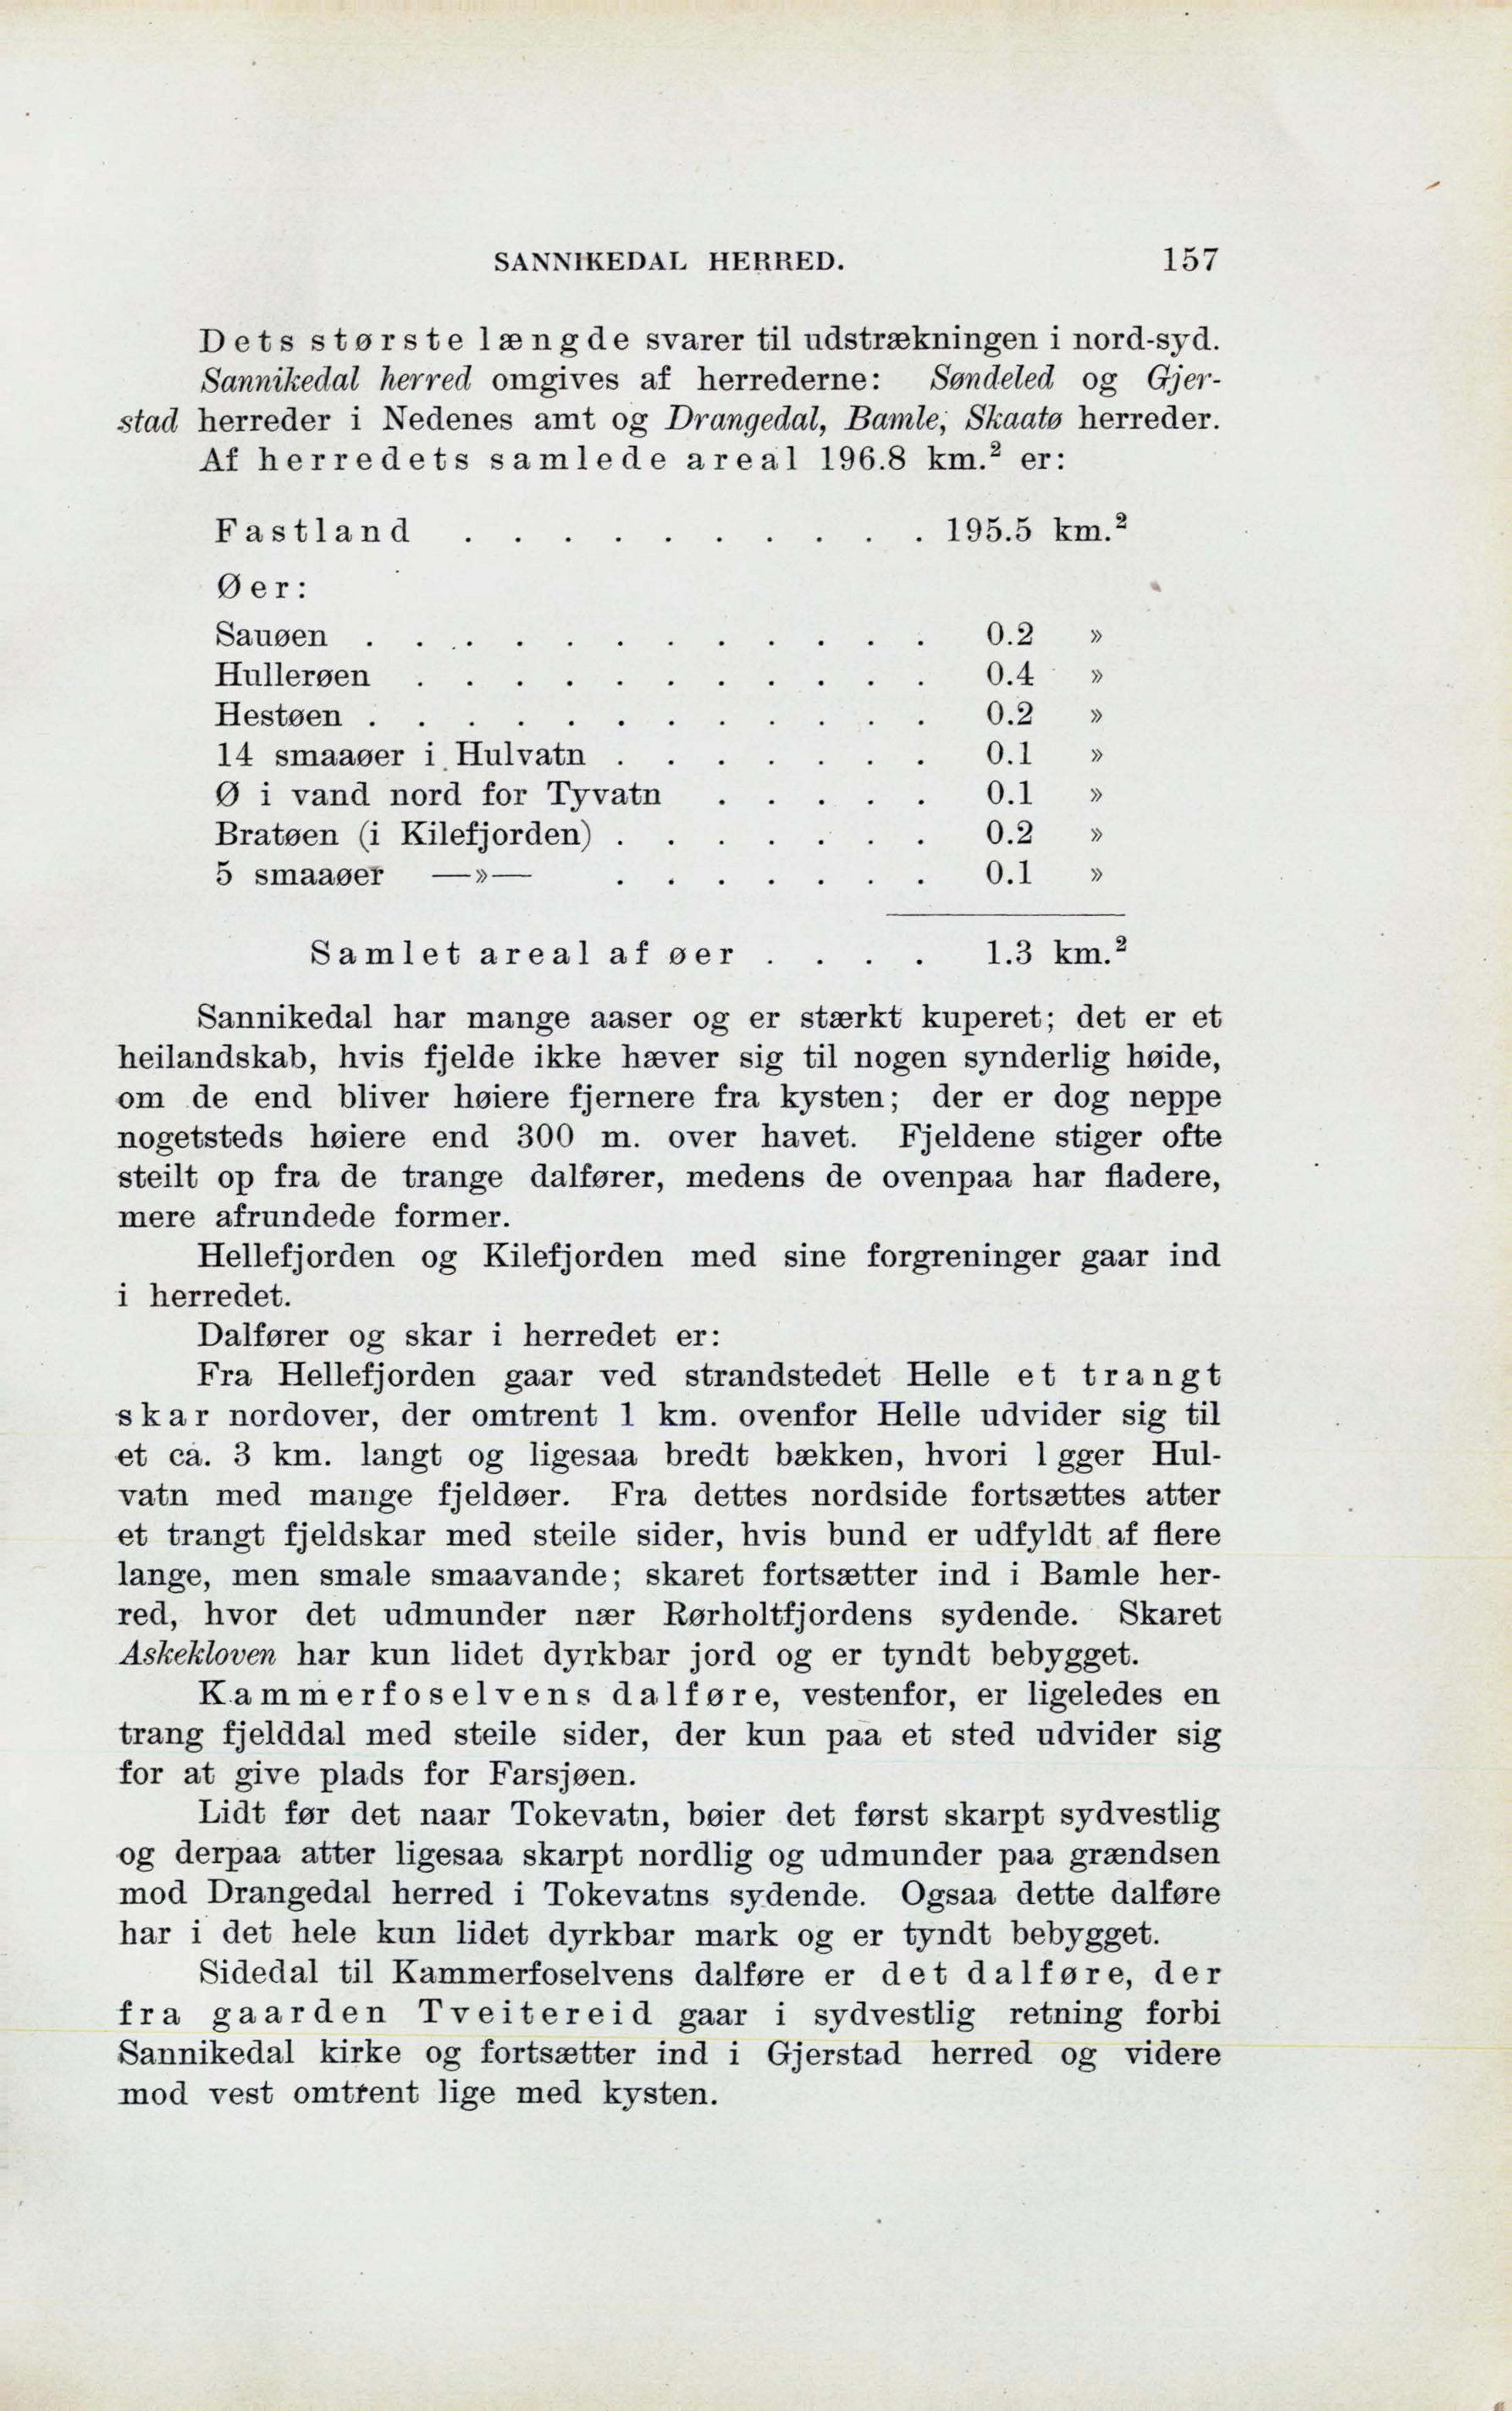 SANNIKEDAL HERRED. 157
Dets største længde svarer til udstrækningen i nord-syd.
Sannikedal herred omgives af herrederne: Søndeled og Gjer-
stad herreder i Nedenes amt og Drangedal, Bamle, Skaatø herreder.
Af herredets samlede areal 196.8 km.² er:
Fastland . . . . . . . . . . 195.5 km.²
Øer:
Sauøen . . . . . . . . . . . . 0.2 »
Hullerøen . . . . . . . . . . . 0.4 »
Hestøen . . . . . . . . . . . . 0.2 »
14 smaaøer i Hulvatn . . . . . . . 0.1 »
Ø i vand nord for Tyvatn . . . . . 0.1 »
Bratøen (i Kilefjorden) . . . . . . . 0.2 »
5 smaaøer —»— . . . . . . . 0.1 »
Samlet areal af øer . . . . 1.3 km.²
Sannikedal har mange aaser og er stærkt kuperet; det er et
heilandskab, hvis fjelde ikke hæver sig til nogen synderlig høide,
om de end bliver høiere fjernere fra kysten; der er dog neppe
nogetsteds høiere end 300 m. over havet. Fjeldene stiger ofte
steilt op fra de trange dalfører, medens de ovenpaa har fladere,
mere afrundede former.
Hellefjorden og Kilefjorden med sine forgreninger gaar ind
i herredet.
Dalfører og skar i herredet er:
Fra Hellefjorden gaar ved strandstedet Helle et trangt
skar nordover, der omtrent 1 km. ovenfor Helle udvider sig til
et ca. 3 km. langt og ligesaa bredt bækken, hvori l gger Hul-
vatn med mange fjeldøer. Fra dettes nordside fortsættes atter
et trangt fjeldskar med steile sider, hvis bund er udfyldt af flere
lange, men smale smaavande; skaret fortsætter ind i Bamle her-
red, hvor det udmunder nær Rørholtfjordens sydende. Skaret
Askekloven har kun lidet dyrkbar jord og er tyndt bebygget.
Kammerfoselvens dalføre, vestenfor, er ligeledes en
trang fjelddal med steile sider, der kun paa et sted udvider sig
for at give plads for Farsjøen.
Lidt før det naar Tokevatn, bøier det først skarpt sydvestlig
og derpaa atter ligesaa skarpt nordlig og udmunder paa grændsen
mod Drangedal herred i Tokevatns sydende. Ogsaa dette dalføre
har i det hele kun lidet dyrkbar mark og er tyndt bebygget.
Sidedal til Kammerfoselvens dalføre er det dalføre, der
fra gaarden Tveitereid gaar i sydvestlig retning forbi
Sannikedal kirke og fortsætter ind i Gjerstad herred og videre
mod vest omtrent lige med kysten.